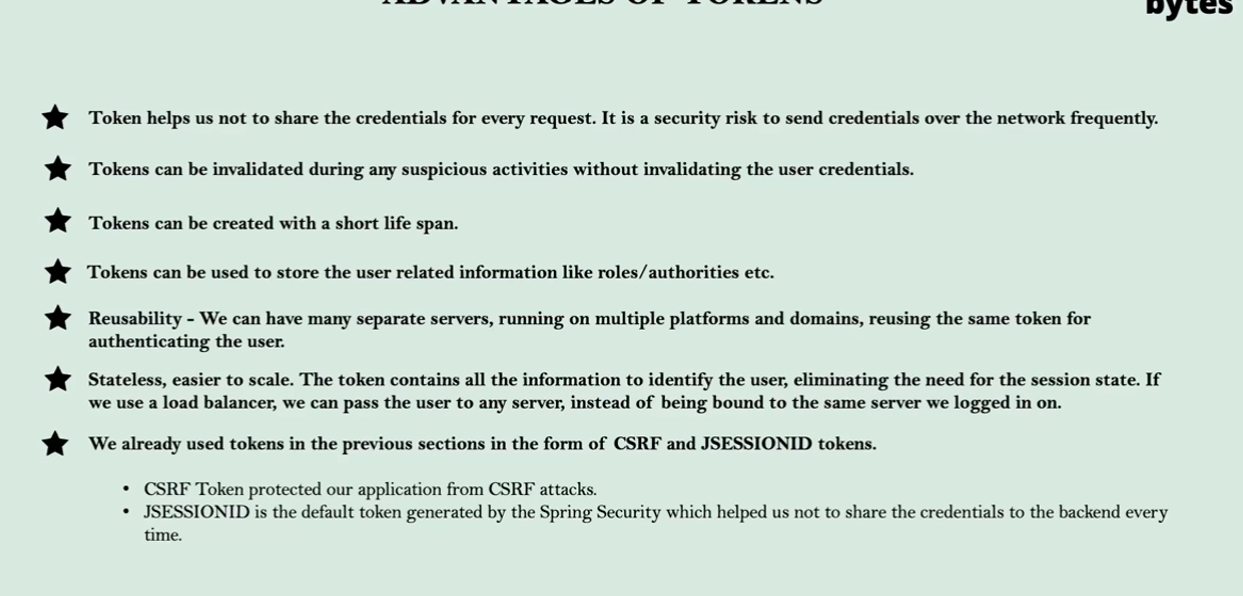 ADVANTAGES OF TOKENS
bytes
Token helps us not to share the credentials for every request. It is a security risk to send credentials over the network frequently.
Tokens can be invalidated during any suspicious activities without invalidating the user credentials.
Tokens can be created with a short life span.
Tokens can be used to store the user related information like roles/authorities etc.
Reusability - We can have many separate servers, running on multiple platforms and domains, reusing the same token for
authenticating the user.
Stateless, easier to scale. The token contains all the information to identify the user, eliminating the need for the session state. If
we use a load balancer, we can pass the user to any server, instead of being bound to the same server we logged in on.
We already used tokens in the previous sections in the form of CSRF and JSESSIONID tokens.
• CSRF Token protected our application from CSRF attacks.
• JSESSIONID is the default token generated by the Spring Security which helped us not to share the credentials to the backend every
time.